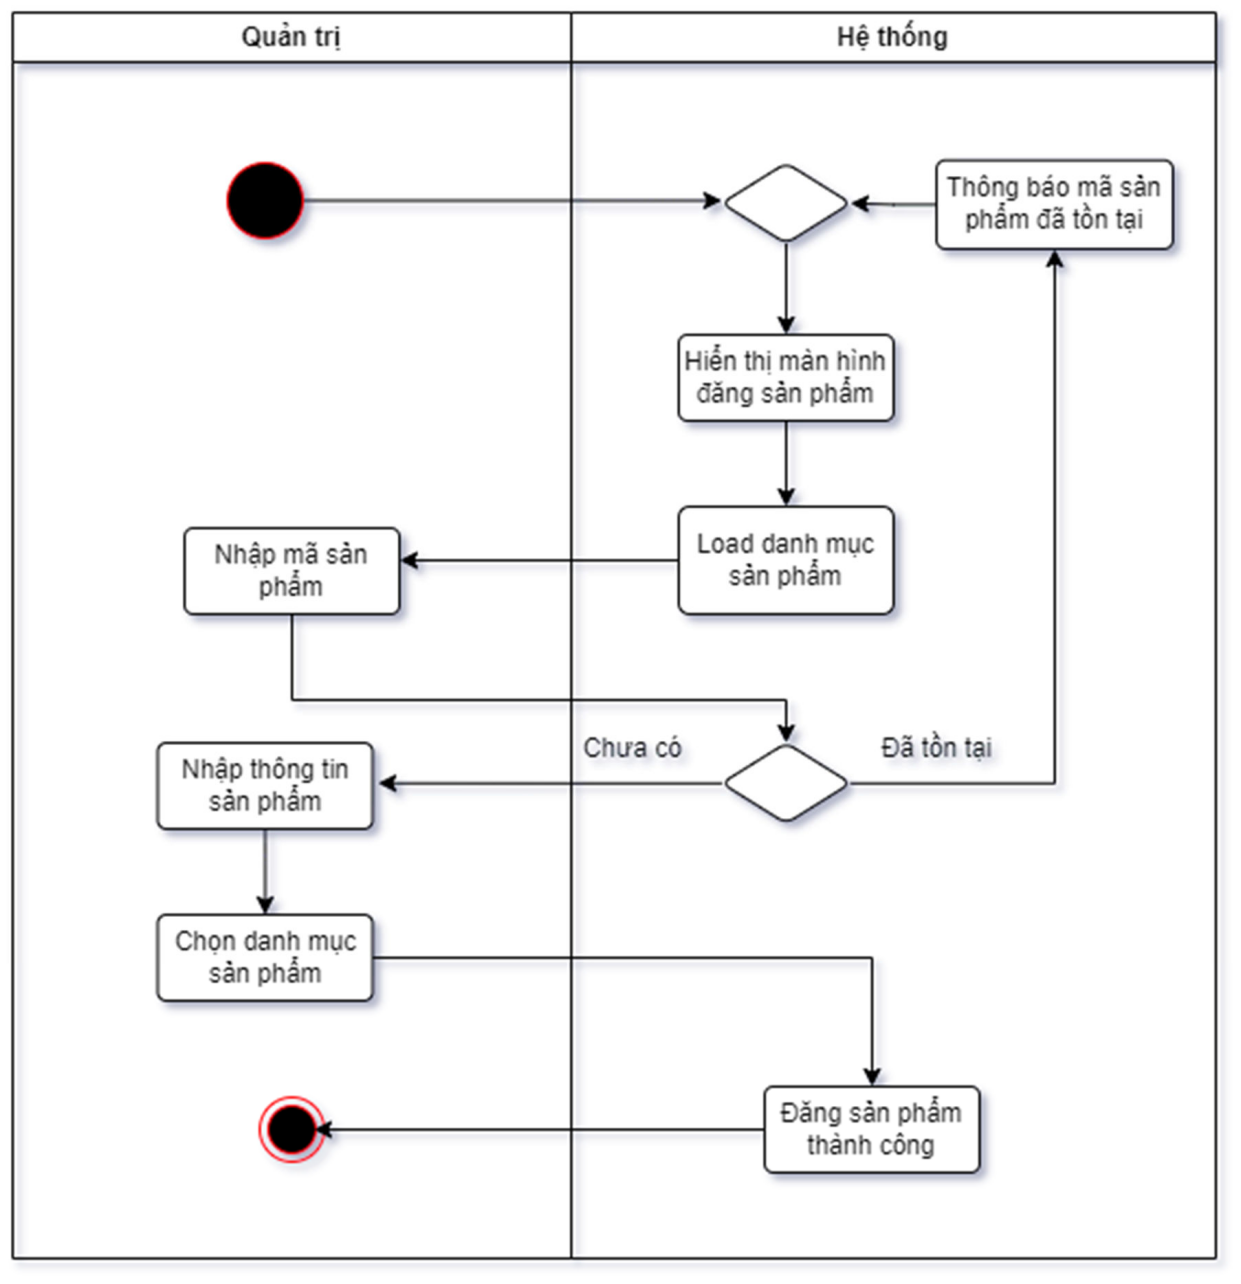 Quản trị
Hệ thống
Thông báo mã sản
phẩm đã tồn tại
Hiển thị màn hình
đăng sản phẩm
Load danh mục
sản phẩm
Nhập mã sản
phẩm
Chưa có
Đã tồn tại
Nhập thông tin
sản phẩm
Chọn danh mục
sản phẩm
Đăng sản phẩm
thành công